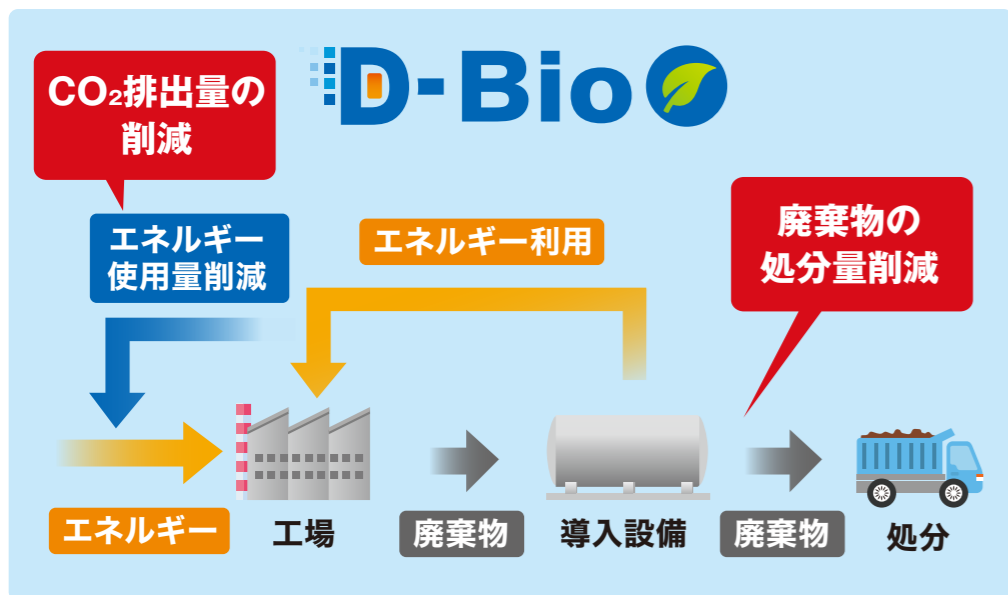 D-Bio
CO₂排出量の
削減
エネルギー
使用量削減
エネルギー利用
廃棄物の
処分量削減
エネルギー
工場
廃棄物
導入設備
廃棄物
処分